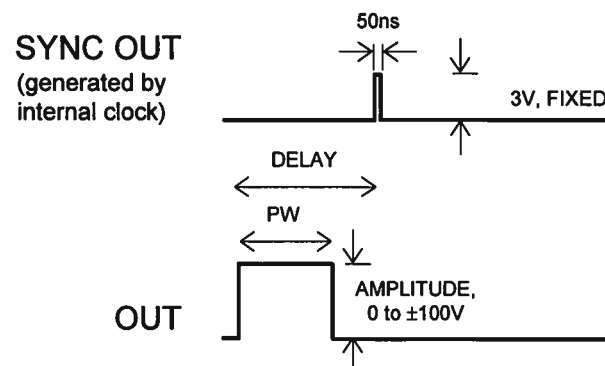 50ns
SYNC OUT
(generated by
internal clock)
3V, FIXED
DELAY
PW
AMPLITUDE,
0 to ±100V
OUT